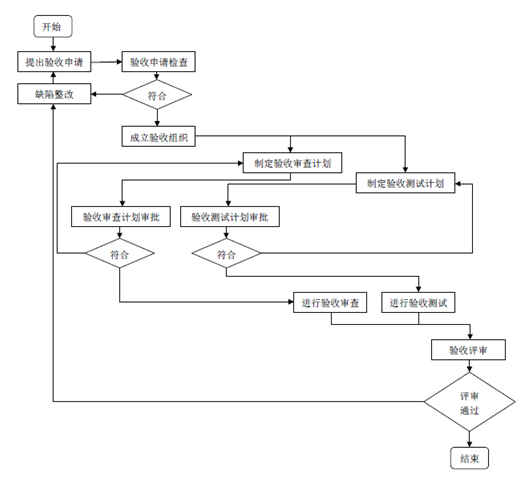 开始
提出验收申请
验收申请检查
缺陷整改
符合
成立验收组织
制定验收审查计划
制定验收测试计划
验收审查计划审批
验收测试计划审批
符合
符合
进行验收审查
进行验收测试
验收评审
评审
通过
结束